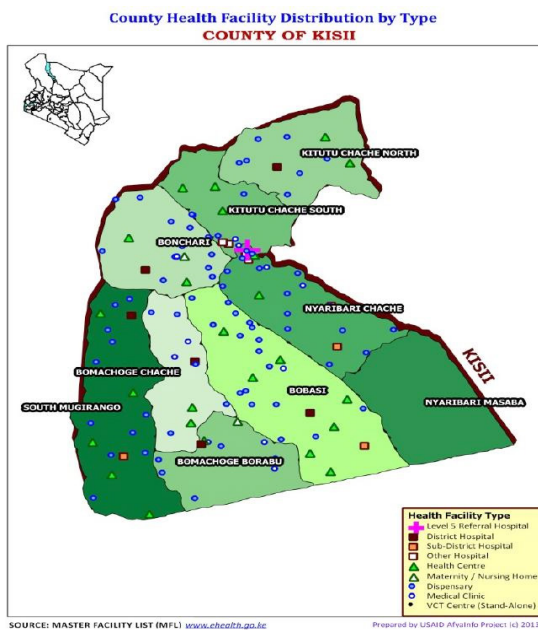 County Health Facility Distribution by Type
COUNTY OF KISII
KITUTU CHACHE NORTH
KITUTU CHACHE SOUTH
BONCHARI
NYARIBARI CHACHE
KISII
BOMACHOGE CHACHE
BOBASI
NYARIBARI MASABA
SOUTH MUGIRANGO
BOMACHOGE BORABU
Health Facility Type
Level 5 Referral Hospital
District Hospital
Sub-District Hospital
Other Hospital
Health Centre
Maternity / Nursing Home
Dispensary
Medical Clinic
VCT Centre (Stand-Alone)
SOURCE: MASTER FACILITY LIST (MFL) www.ehealth.go.ke
Prepared by USAID AfyaInfo Project (c) 2013